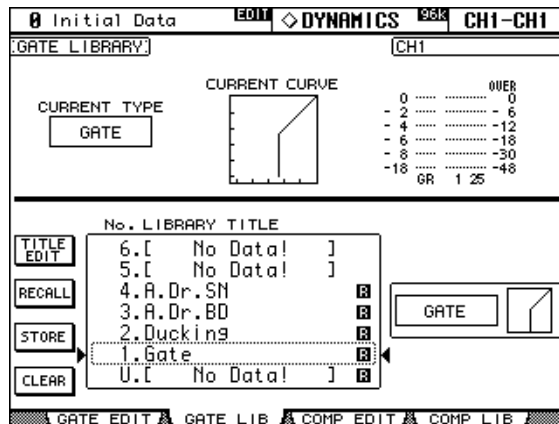 0 Initial Data EDIT ◇DYNAMICS 96K CH1-CH1
GATE LIBRARY CH1
CURRENT TYPE
GATE
CURRENT CURVE
OVER
0 0
- 2 - 6
- 4 -12
- 6 -18
- 8 -30
-18 -48
GR 1 25
No. LIBRARY TITLE
TITLE EDIT
RECALL
STORE
CLEAR
6.[ No Data! ]
5.[ No Data! ]
4.A.Dr.SN R
3.A.Dr.BD R
2.Ducking R
1.Gate R
U.[ No Data! ] R
GATE
GATE EDIT GATE LIB COMP EDIT COMP LIB